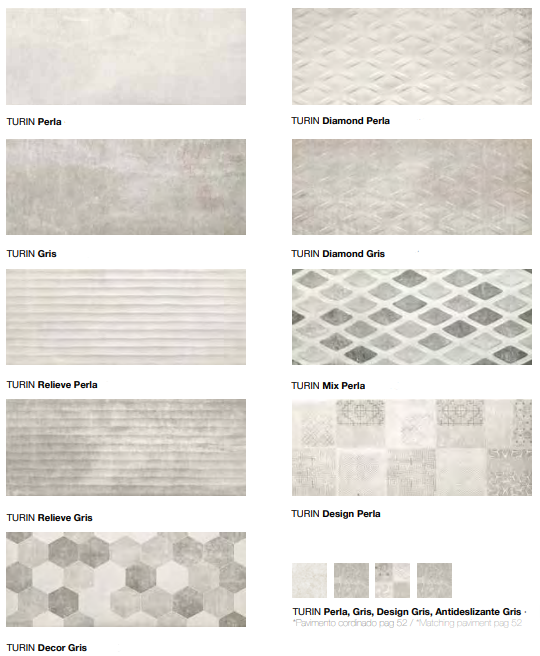 TURIN Perla
TURIN Diamond Perla
TURIN Gris
TURIN Diamond Gris
TURIN Relieve Perla
TURIN Mix Perla
TURIN Relieve Gris
TURIN Design Perla
TURIN Decor Gris
TURIN Perla, Gris, Design Gris, Antideslizante Gris ·
*Pavimento cordinado pag 52 / *Matching paviment pag 52